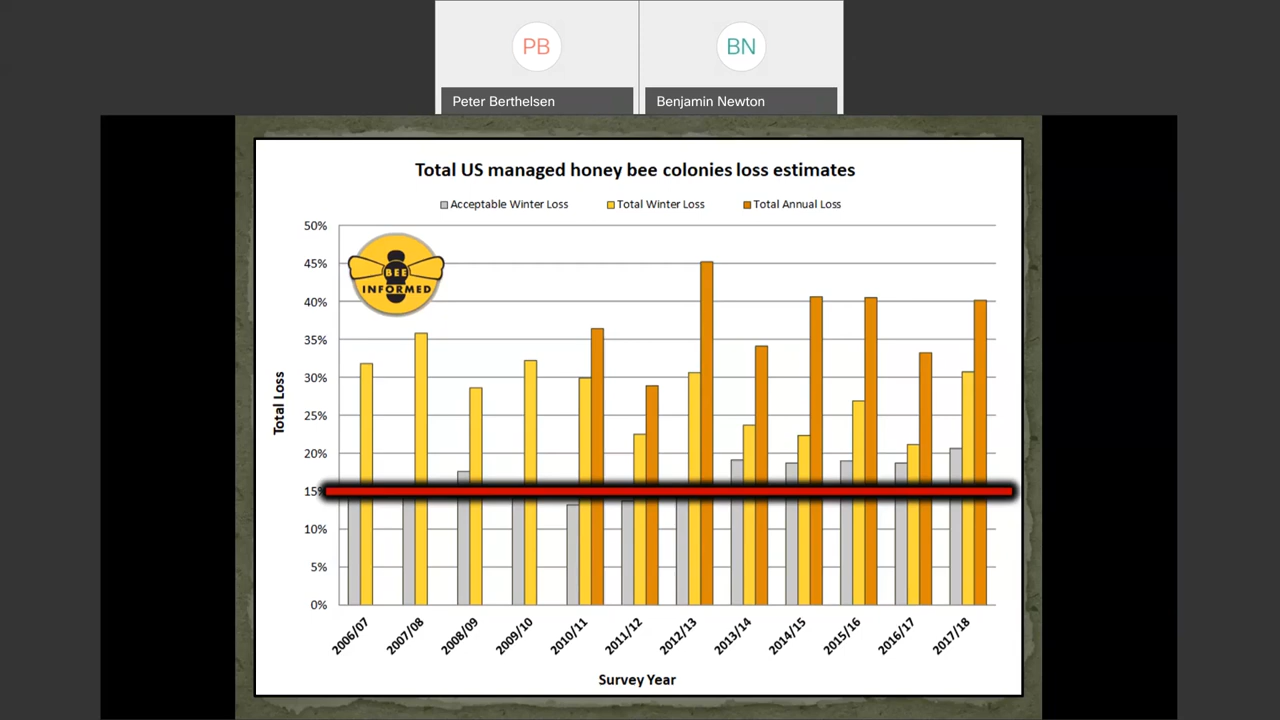 PB
BN
Peter Berthelsen
Benjamin Newton
Total US managed honey bee colonies loss estimates
Acceptable Winter Loss
Total Winter Loss
Total Annual Loss
50%
45%
40%
35%
30%
25%
20%
15
10%
5%
0%
BEE
INFORMED
Total Loss
2006/07
2007/08
2008/09
2009/10
2010/11
2011/12
2012/13
2013/14
2014/15
2015/16
2016/17
2017/18
Survey Year